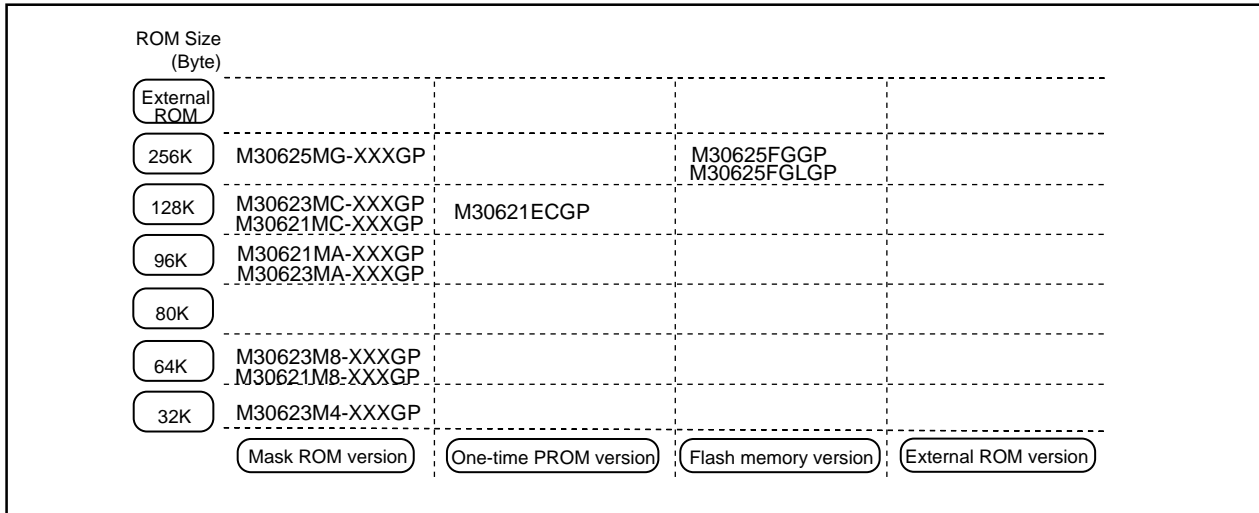 ROM Size
(Byte)
External
ROM
256K M30625MG-XXXGP M30625FGGP
M30625FGLGP
128K M30623MC-XXXGP M30621ECGP
M30621MC-XXXGP
96K M30621MA-XXXGP
M30623MA-XXXGP
80K
64K M30623M8-XXXGP
M30621M8-XXXGP
32K M30623M4-XXXGP
Mask ROM version One-time PROM version Flash memory version External ROM version